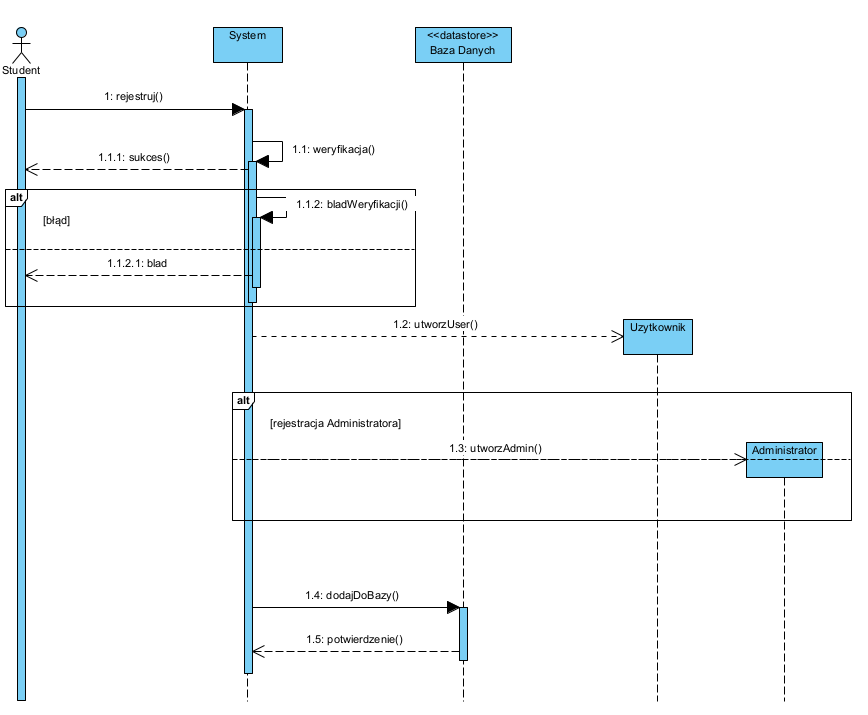 System
<<datastore>>
Baza Danych
Student
1: rejestruj()
1.1: weryfikacja()
1.1.1: sukces()
alt
1.1.2: bladWeryfikacji()
[błąd]
1.1.2.1: blad
1.2: utworzUser()
Uzytkownik
alt
[rejestracja Administratora]
1.3: utworzAdmin()
Administrator
1.4: dodajDoBazy()
1.5: potwierdzenie()